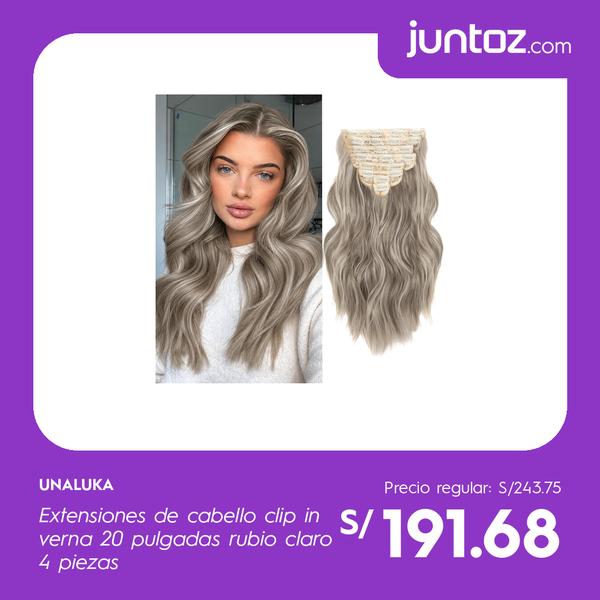 juntoz.com
UNALUKA
Precio regular: S/243.75
Extensiones de cabello clip in
verna 20 pulgadas rubio claro
4 piezas
S/191.68